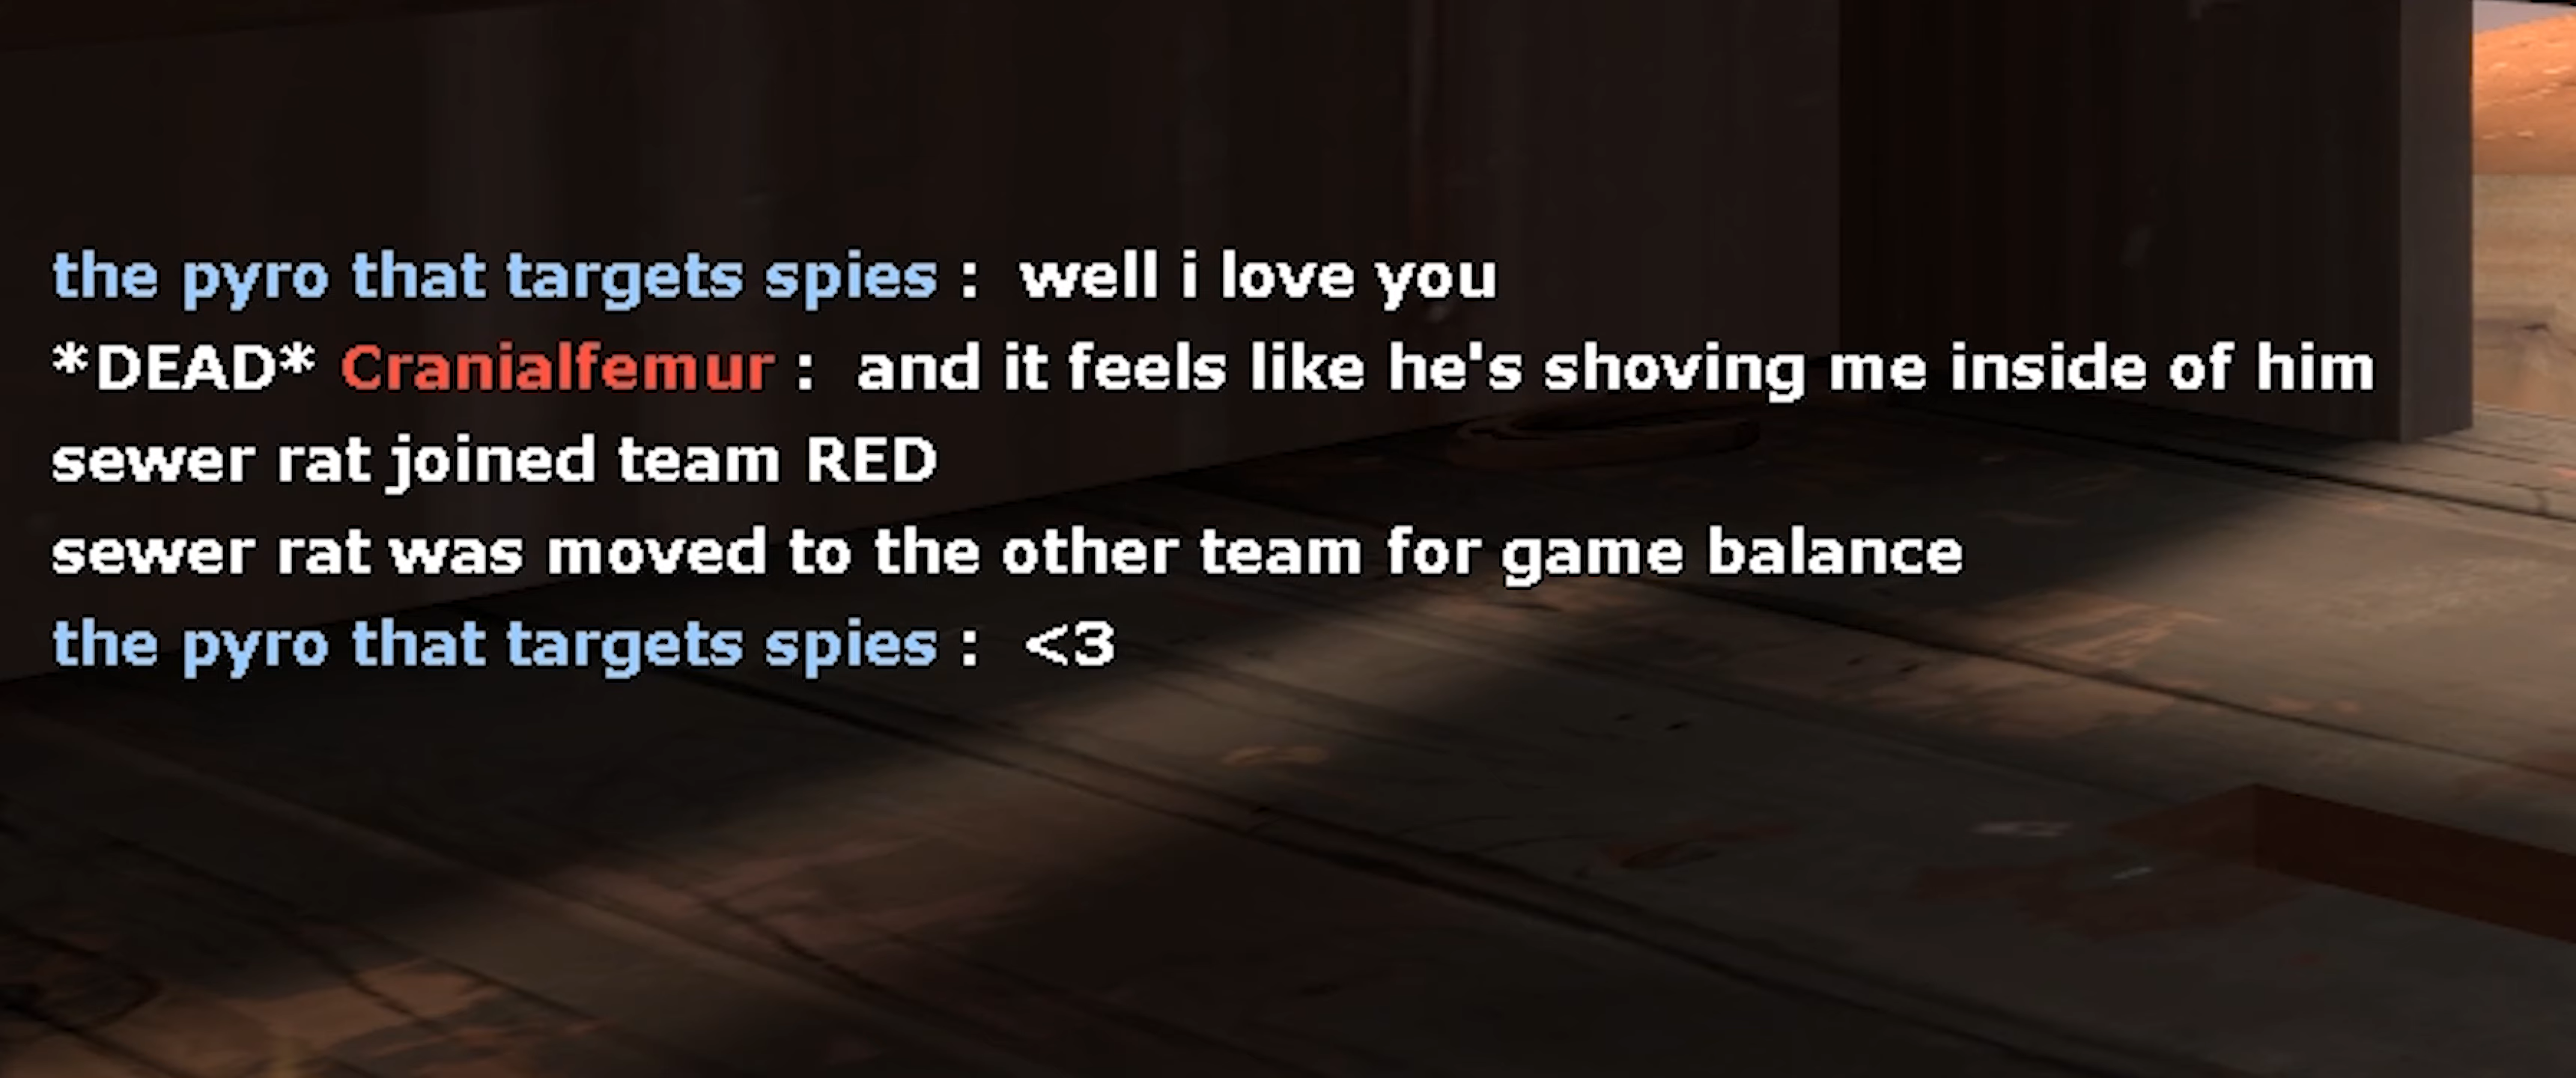 the pyro that targets spies :  well i love you
*DEAD* Cranialfemur :  and it feels like he's shoving me inside of him
sewer rat joined team RED
sewer rat was moved to the other team for game balance
the pyro that targets spies :  <3